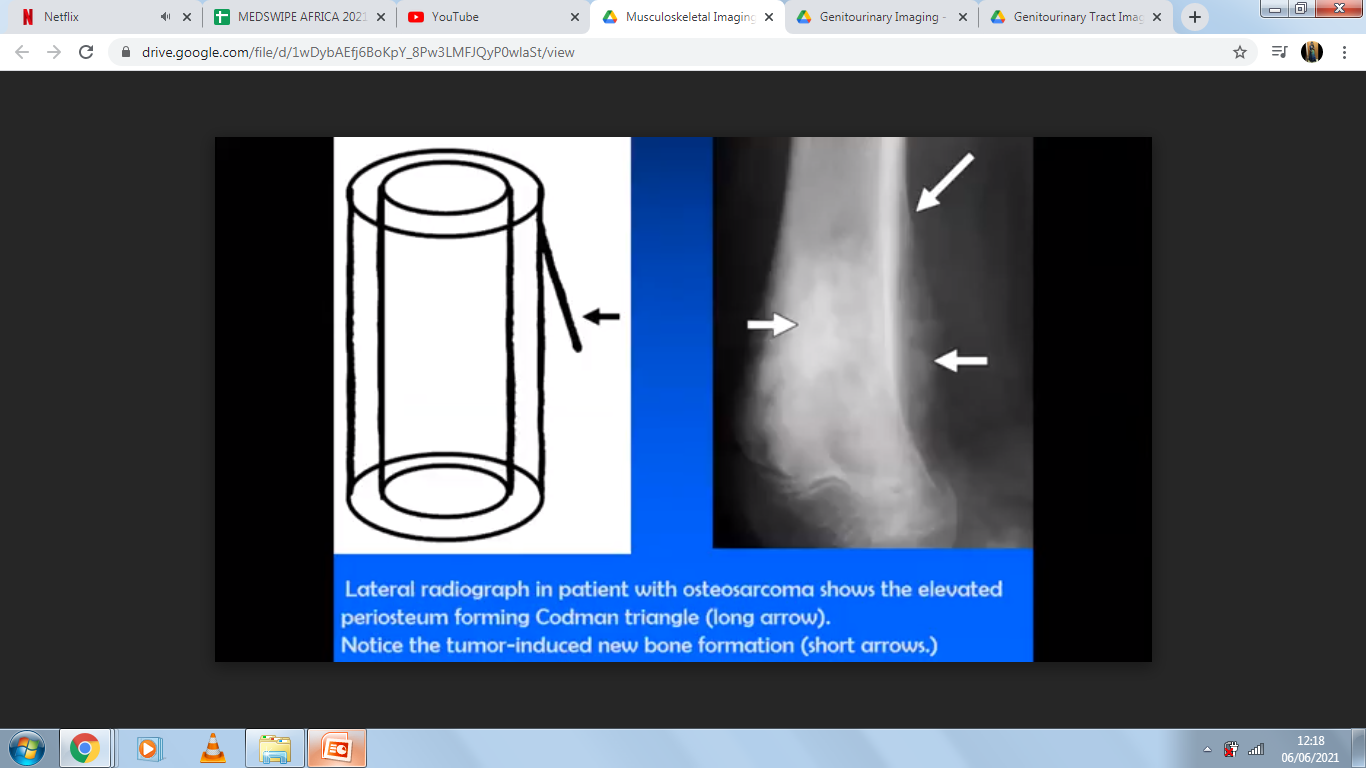 Netflix
MEDSWIPE AFRICA 2021
YouTube
Musculoskeletal Imaging
Genitourinary Imaging -
Genitourinary Tract Imag
drive.google.com/file/d/1wDybAEfj6BoKpY_8Pw3LMFJQyP0wlaSt/view
Lateral radiograph in patient with osteosarcoma shows the elevated
periosteum forming Codman triangle (long arrow).
Notice the tumor-induced new bone formation (short arrows.)
12:18
06/06/2021